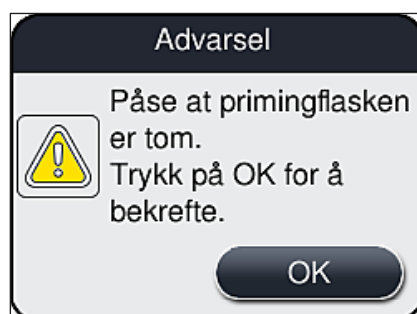 Advarsel
Påse at primingflasken
er tom.
Trykk på OK for å
bekrefte.
OK